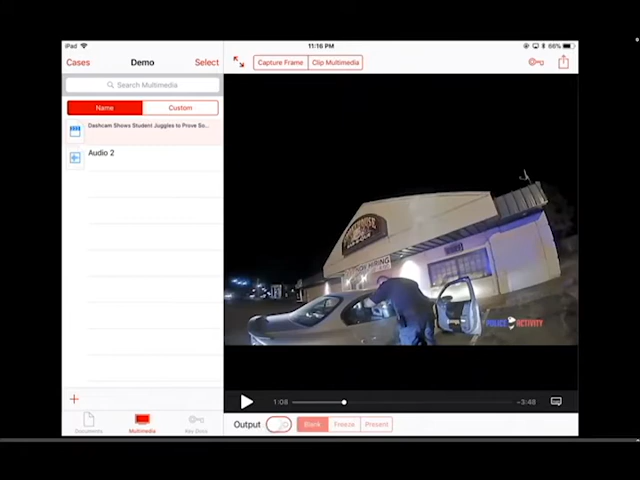 iPad
11:16 PM
66%
Cases
Demo
Select
Capture Frame
Clip Multimedia
Search Multimedia
Name
Custom
Dashcam Shows Student Juggles to Prove So...
Audio 2
NOW HIRING
POLICE ACTIVITY
1:08
-3:48
Documents
Multimedia
Key Docs
Output
Blank
Freeze
Present